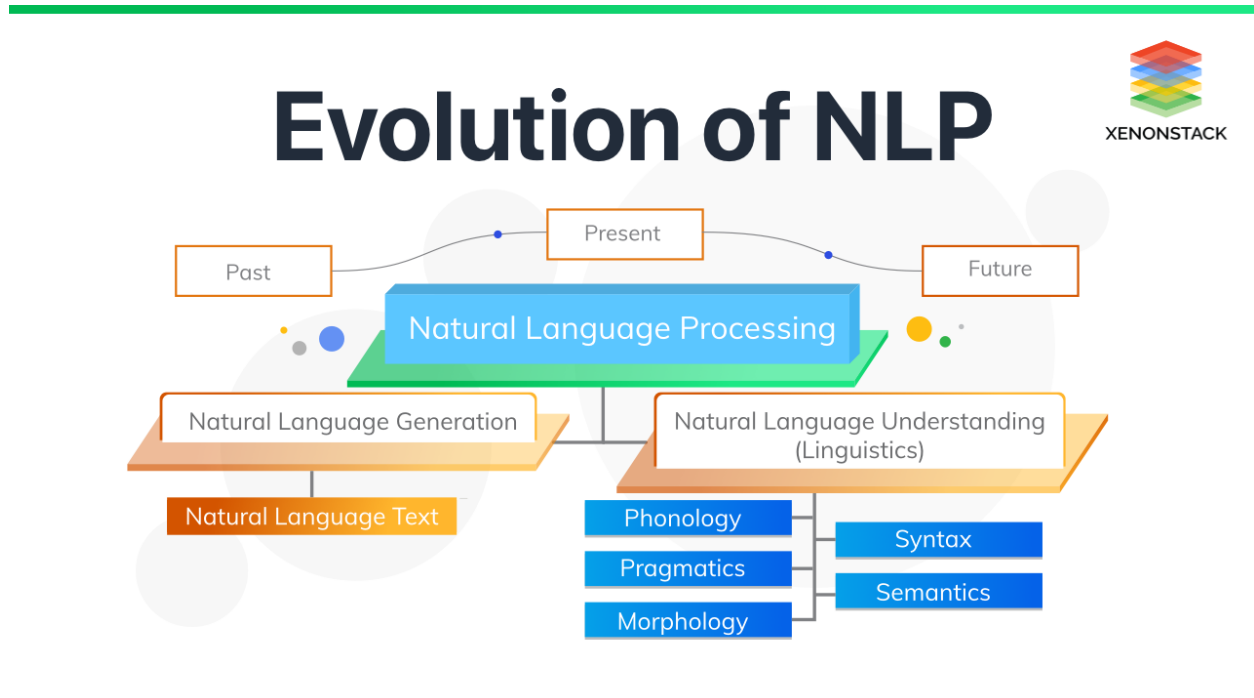 Evolution of NLP
XENONSTACK
Past
Present
Future
Natural Language Processing
Natural Language Generation
Natural Language Understanding
(Linguistics)
Natural Language Text
Phonology
Syntax
Pragmatics
Semantics
Morphology